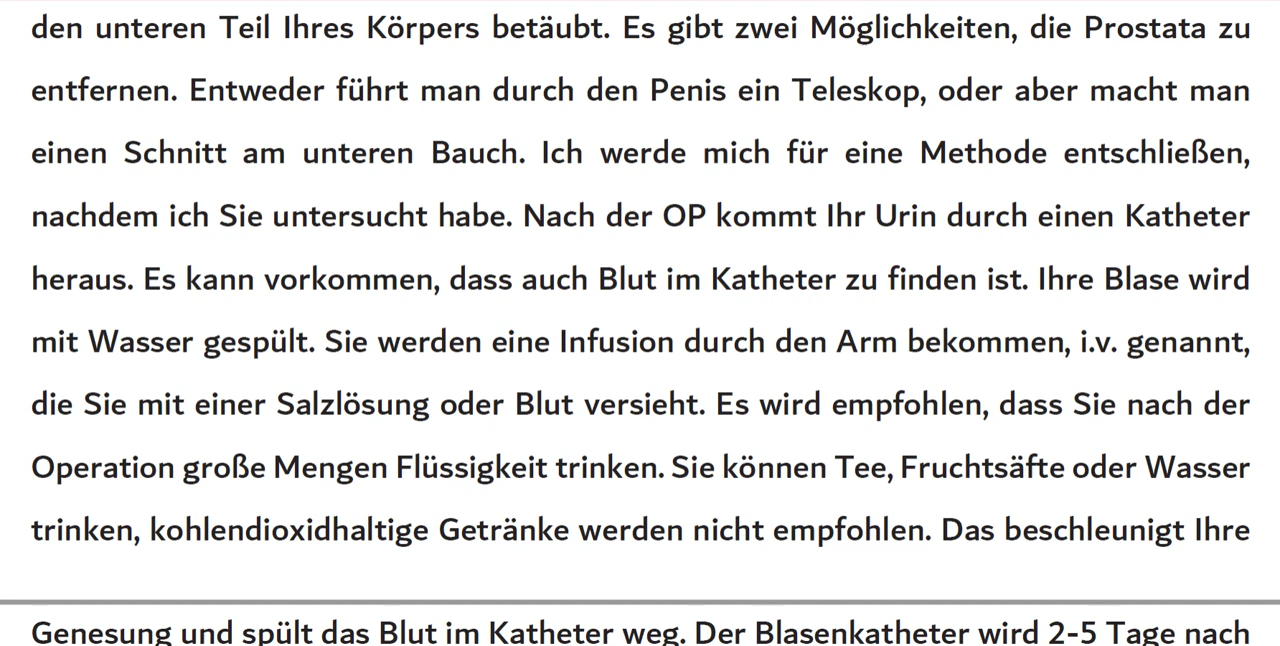 den unteren Teil Ihres Körpers betäubt. Es gibt zwei Möglichkeiten, die Prostata zu
entfernen. Entweder führt man durch den Penis ein Teleskop, oder aber macht man
einen Schnitt am unteren Bauch. Ich werde mich für eine Methode entschließen,
nachdem ich Sie untersucht habe. Nach der OP kommt Ihr Urin durch einen Katheter
heraus. Es kann vorkommen, dass auch Blut im Katheter zu finden ist. Ihre Blase wird
mit Wasser gespült. Sie werden eine Infusion durch den Arm bekommen, i.v. genannt,
die Sie mit einer Salzlösung oder Blut versieht. Es wird empfohlen, dass Sie nach der
Operation große Mengen Flüssigkeit trinken. Sie können Tee, Fruchtsäfte oder Wasser
trinken, kohlendioxidhaltige Getränke werden nicht empfohlen. Das beschleunigt Ihre
Genesung und spült das Blut im Katheter weg. Der Blasenkatheter wird 2-5 Tage nach